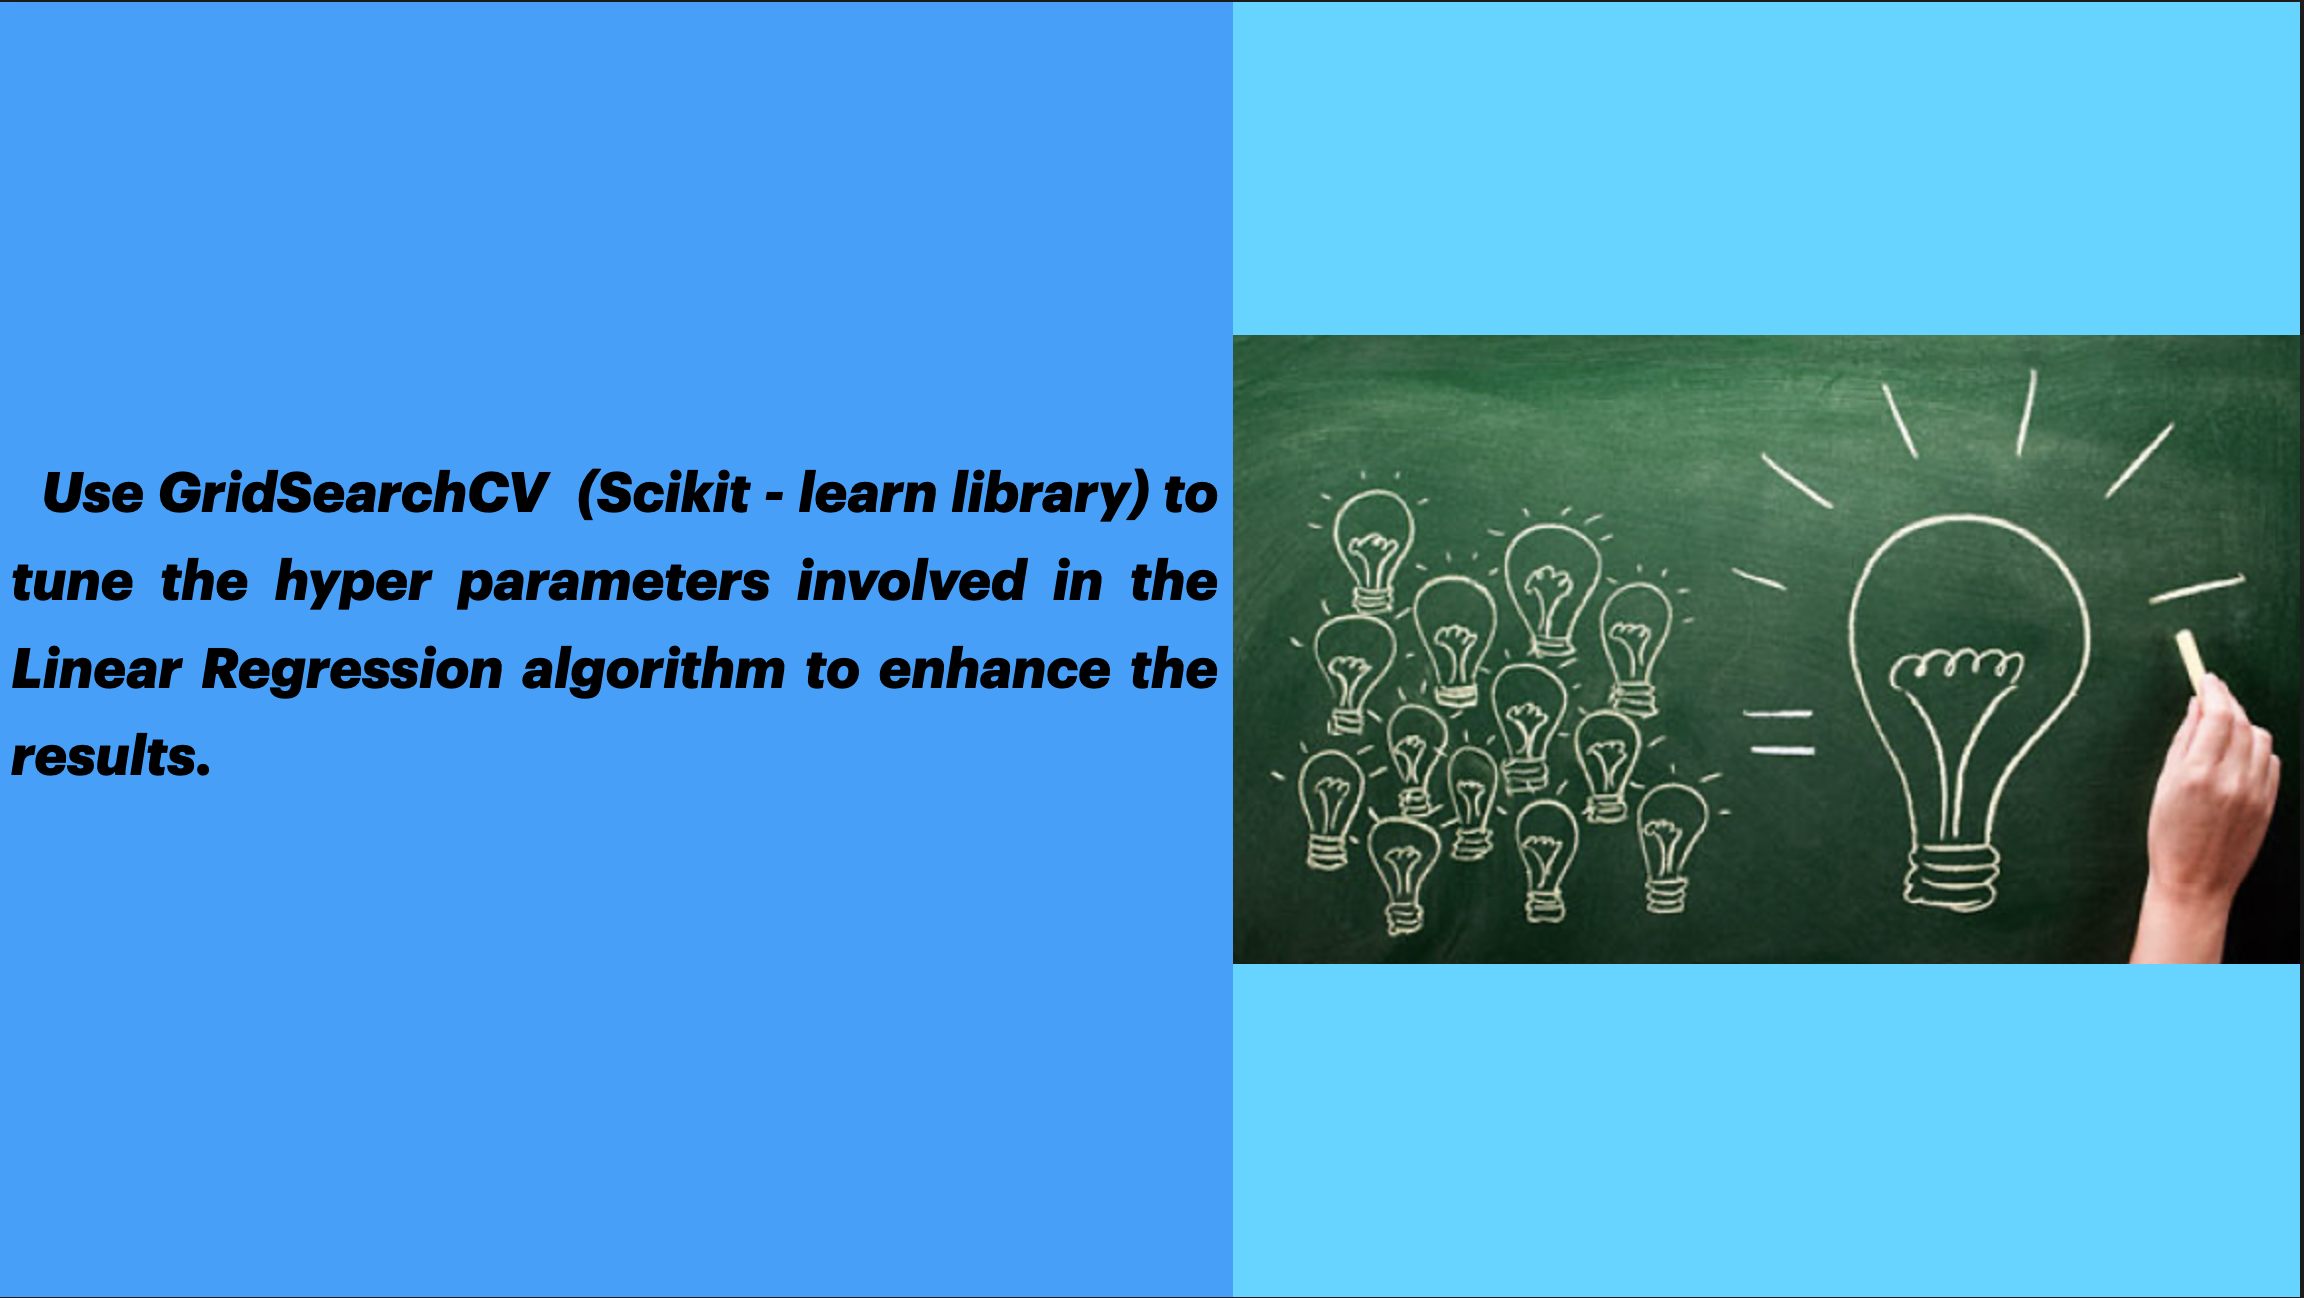 Use GridSearchCV (Scikit - learn library) to
tune the hyper parameters involved in the
Linear Regression algorithm to enhance the
results.